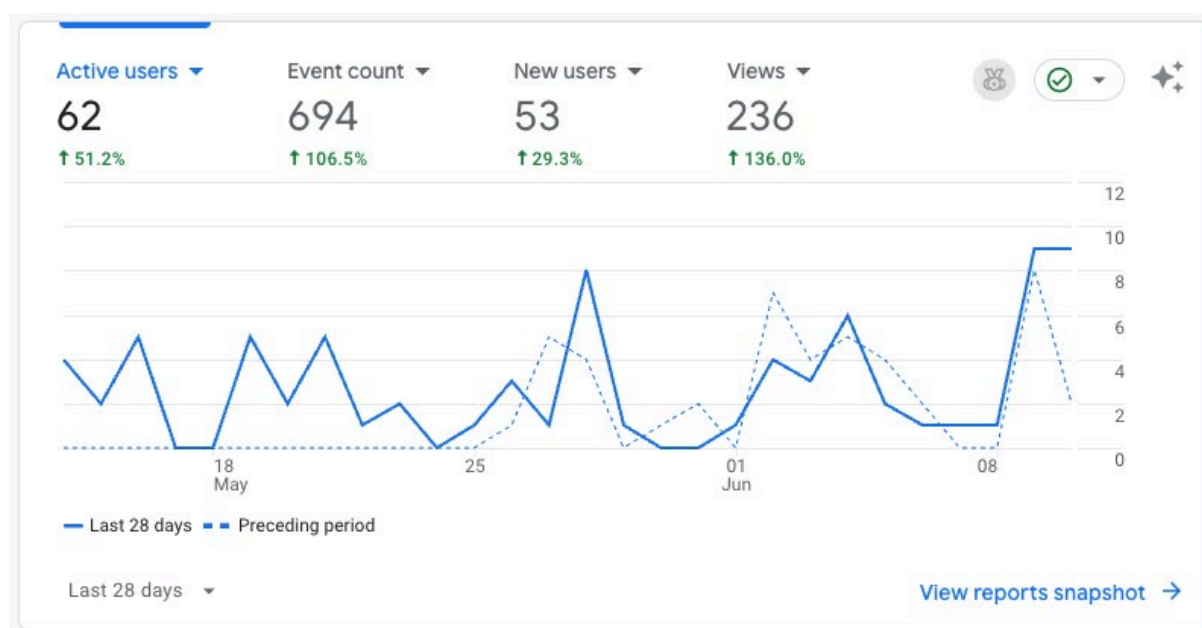 Active users Event count New users Views
62 694 53 236
51.2% 106.5% 29.3% 136.0%
12
10
8
6
4
2
0
18 25 01 08
May Jun
Last 28 days Preceding period
Last 28 days View reports snapshot